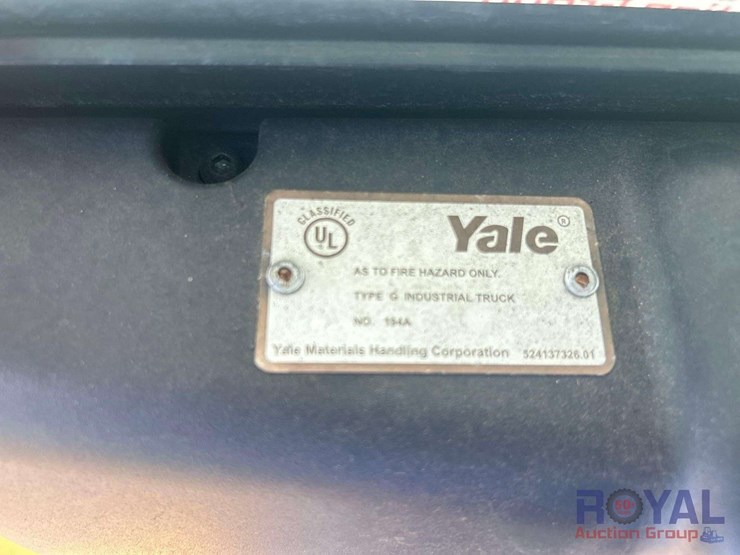 CLASSIFIED
UL
Yale®
AS TO FIRE HAZARD ONLY.
TYPE G INDUSTRIAL TRUCK
NO. 194A
Yale Materials Handling Corporation 524137326.01
ROYAL
Auction Group